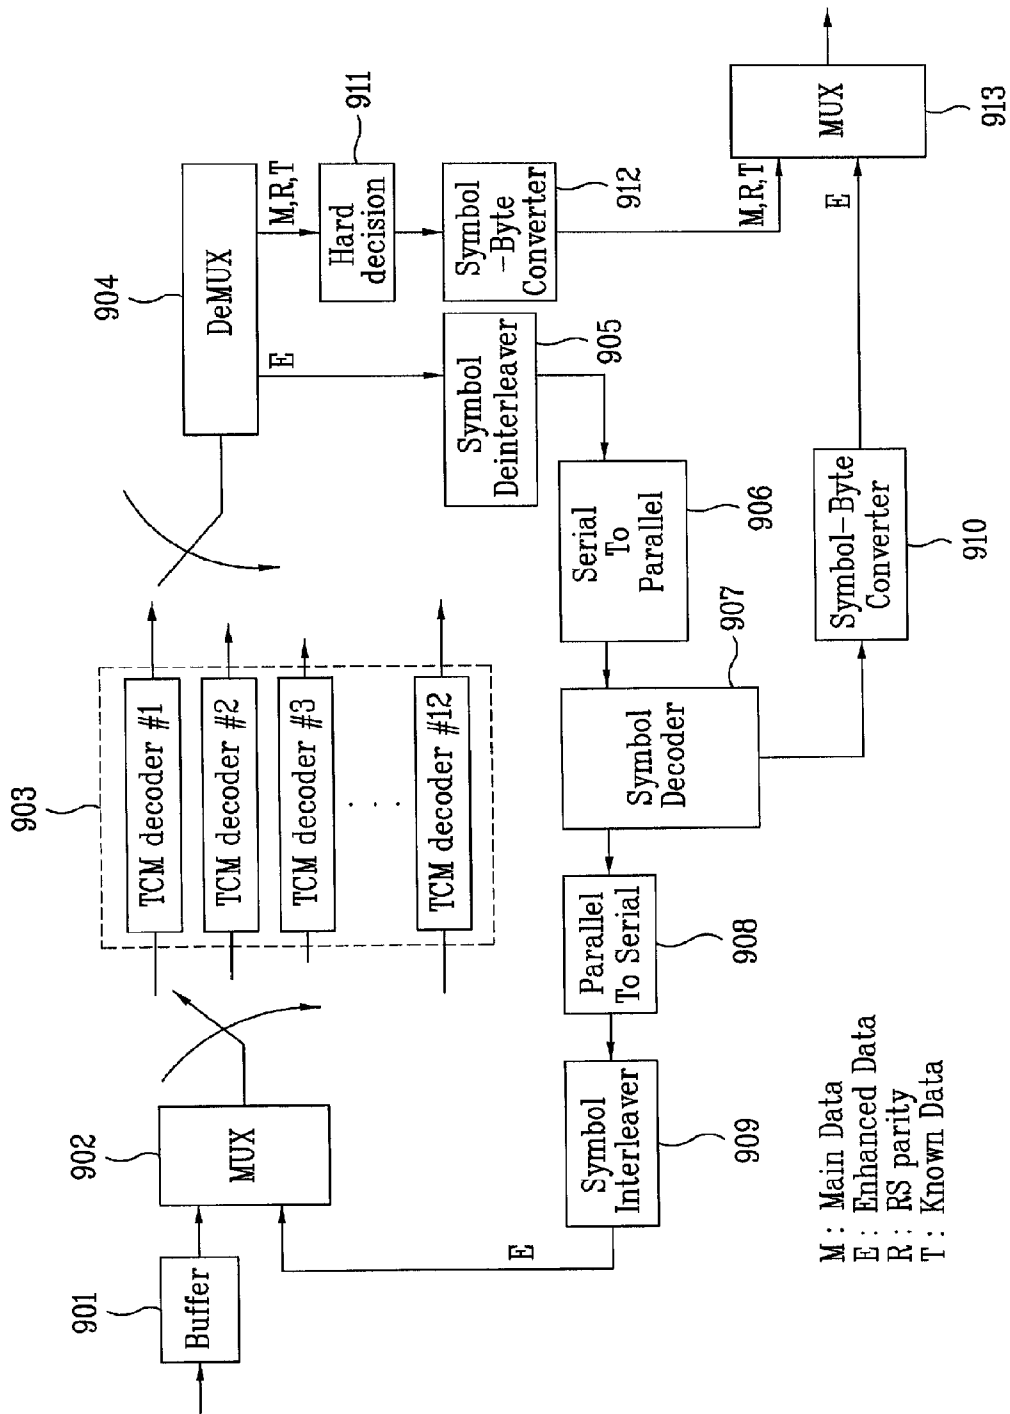 903
TCM decoder #1
TCM decoder #2
TCM decoder #3
. . .
TCM decoder #12
904
DeMUX
E
M,R,T
Hard
decision
911
Symbol
-Byte
Converter
912
M,R,T
MUX
913
E
901
Buffer
902
MUX
E
Symbol
Interleaver
909
Parallel
To Serial
908
Symbol
Decoder
907
Serial
To
Parallel
906
Symbol
Deinterleaver
905
Symbol-Byte
Converter
910
M : Main Data
E : Enhanced Data
R : RS parity
T : Known Data